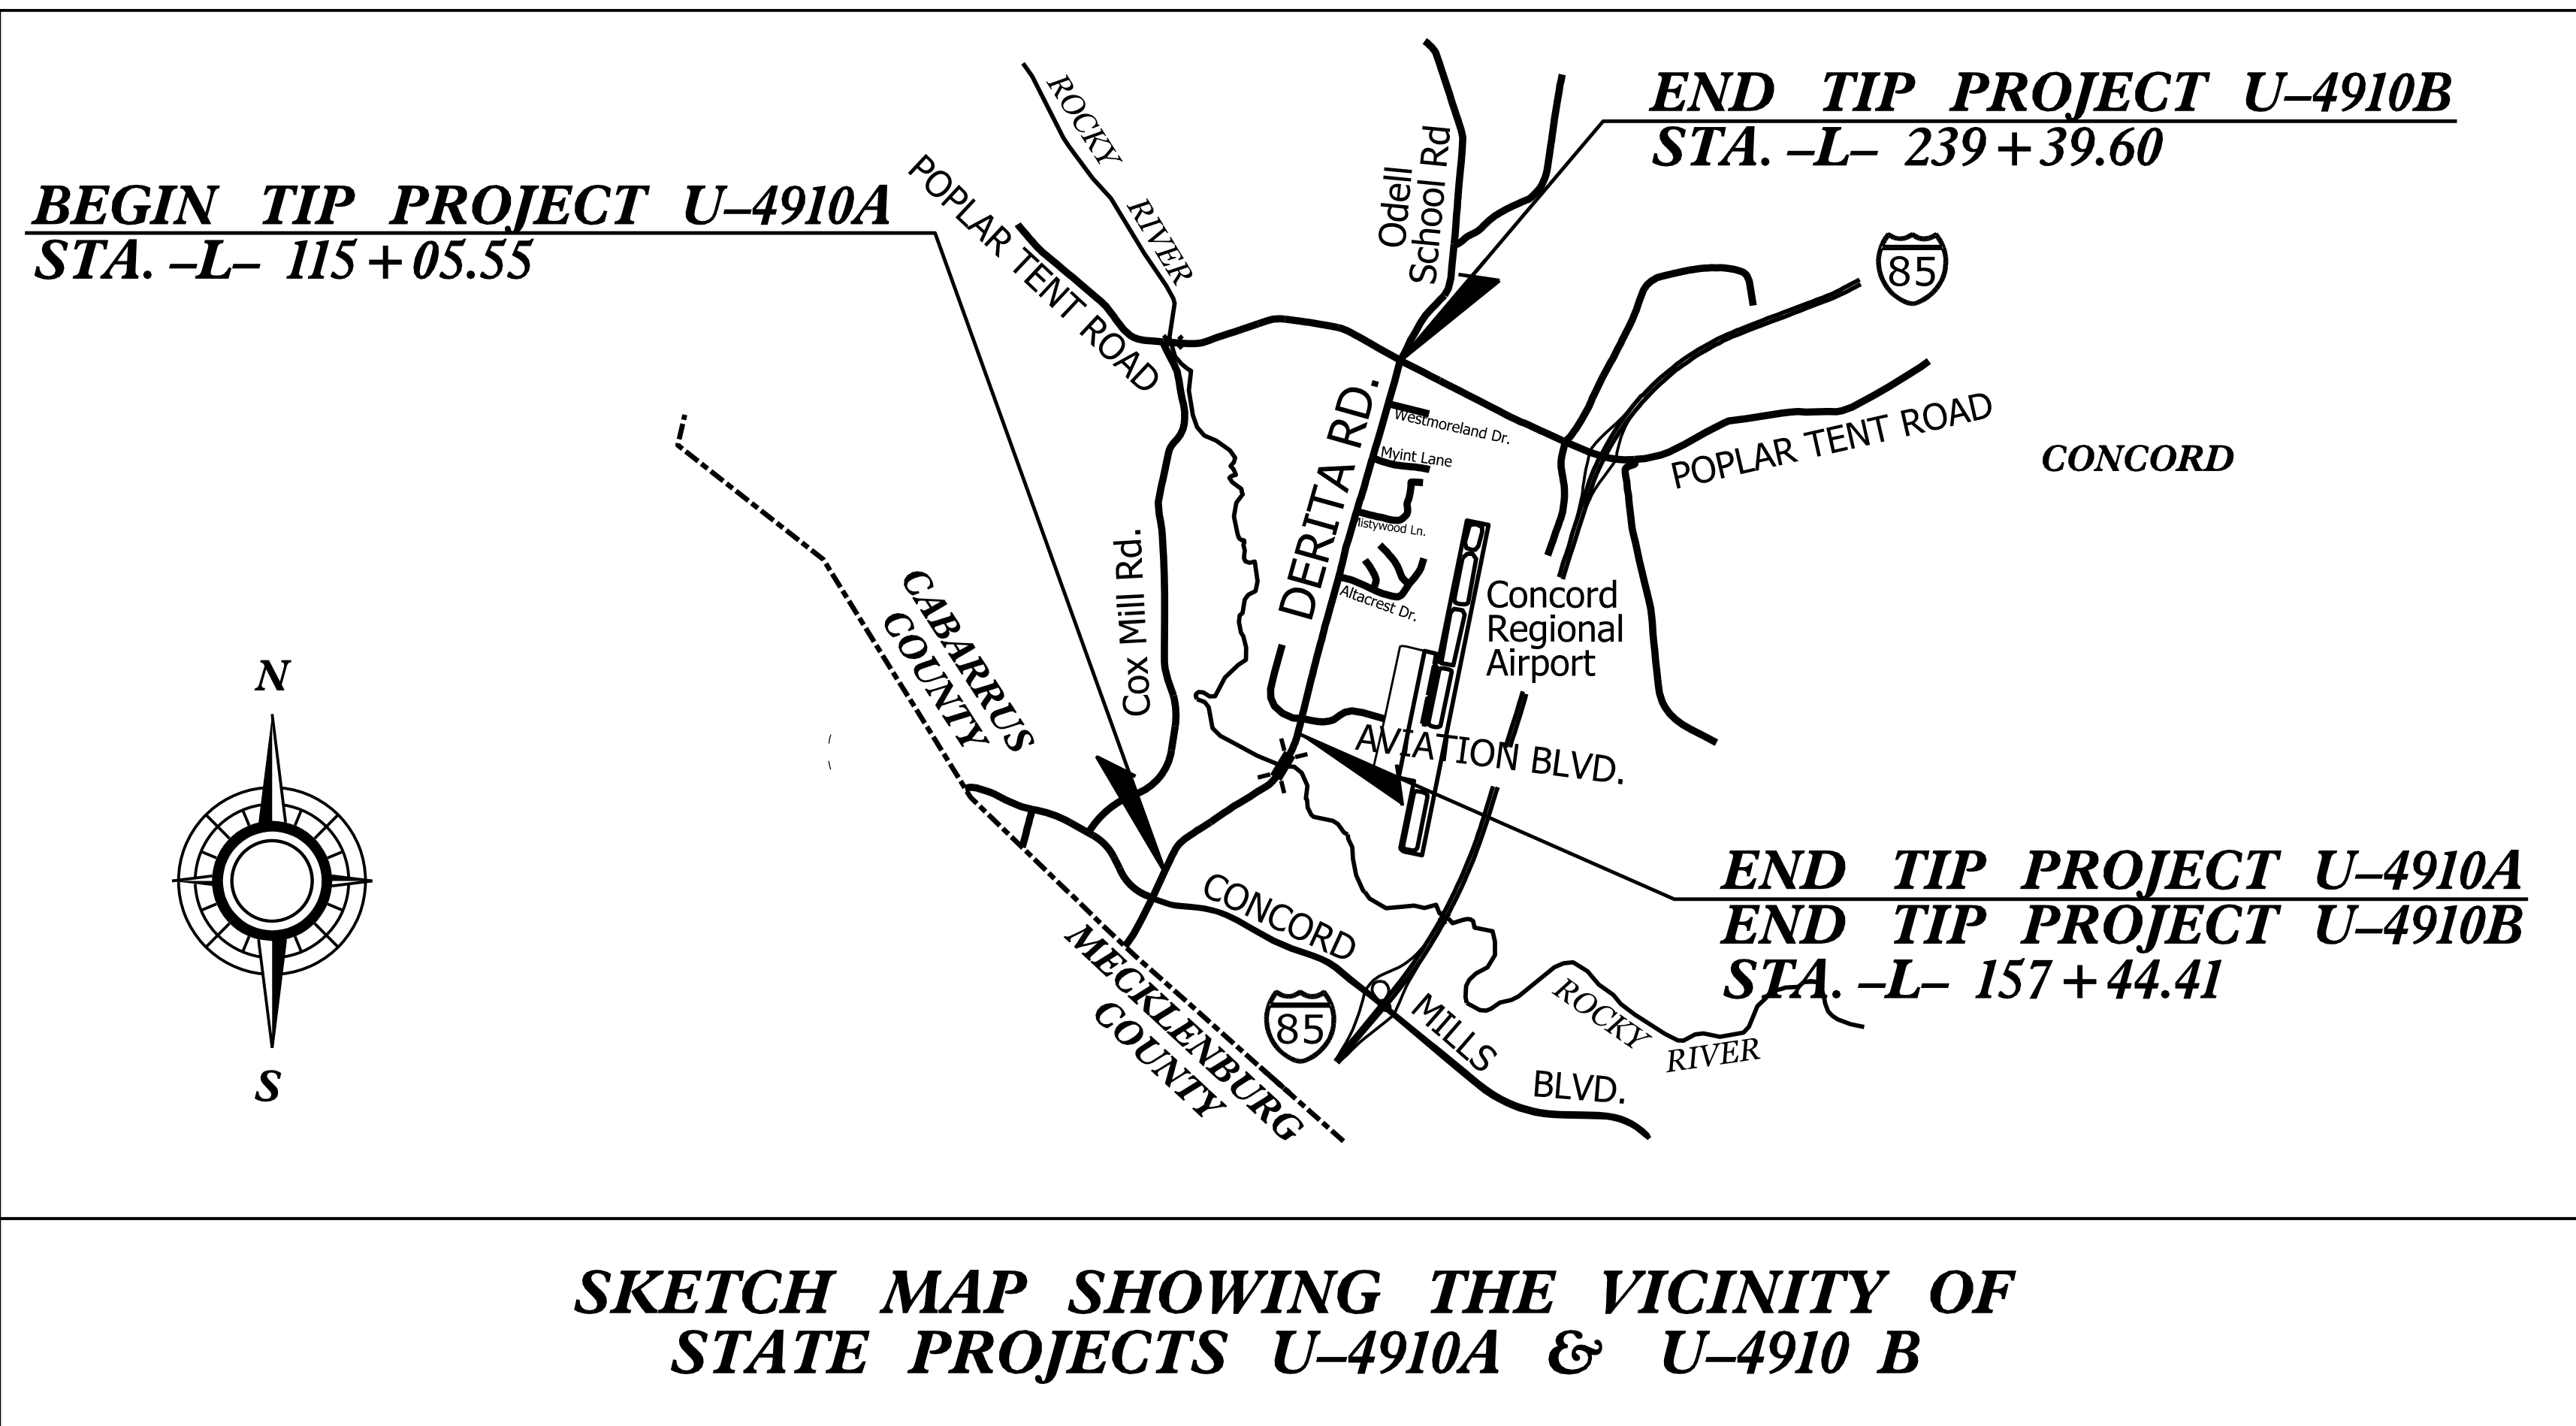 END TIP PROJECT U–4910B
STA. –L– 239+39.60
BEGIN TIP PROJECT U–4910A
STA. –L– 115+05.55
ROCKY RIVER
POPLAR TENT ROAD
Odell
School Rd
85
DERITA RD.
Westmoreland Dr.
Myint Lane
Mistywood Ln.
Altacrest Dr.
POPLAR TENT ROAD
CONCORD
Cox Mill Rd.
CABARRUS
COUNTY
Concord
Regional
Airport
AVIATION BLVD.
N
S
END TIP PROJECT U–4910A
END TIP PROJECT U–4910B
STA. –L– 157+44.41
CONCORD MILLS BLVD.
MECKLENBURG
COUNTY
85
ROCKY RIVER
SKETCH MAP SHOWING THE VICINITY OF
STATE PROJECTS U–4910A & U–4910 B